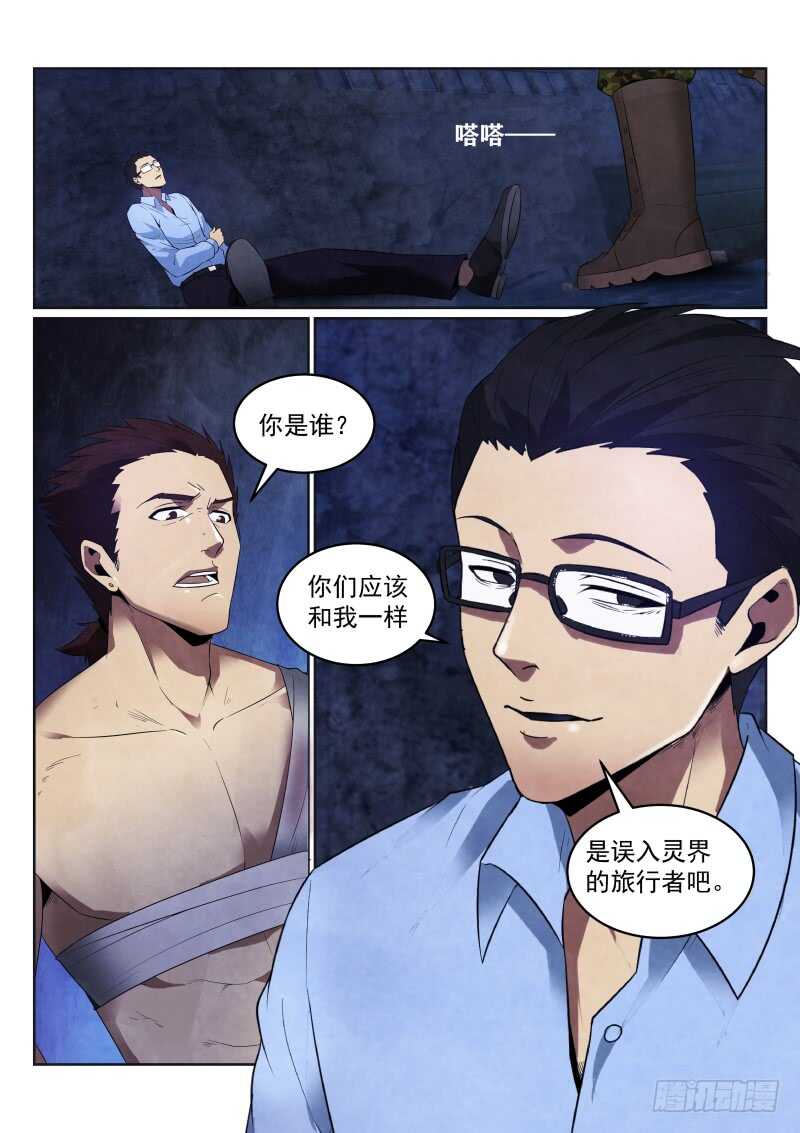 嗒嗒——
你是谁？
你们应该
和我一样
是误入灵界
的旅行者吧。
腾讯动漫